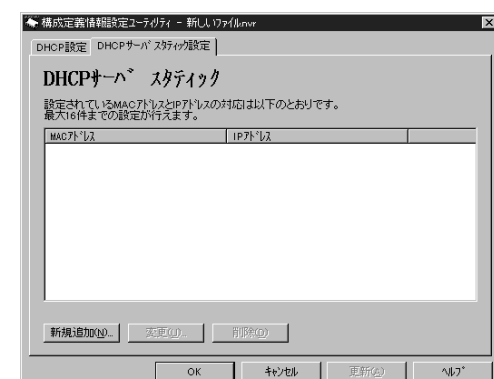 構成定義情報設定ユーティリティ - 新しいファイル.nvr
DHCP設定 DHCPサーバ スタティック設定
DHCPサーバ スタティック
設定されているMACアドレスとIPアドレスの対応は以下のとおりです。
最大16件までの設定が行えます。
MACアドレス IPアドレス
新規追加(N)... 変更(U)... 削除(D)
OK キャンセル 更新(A) ヘルプ